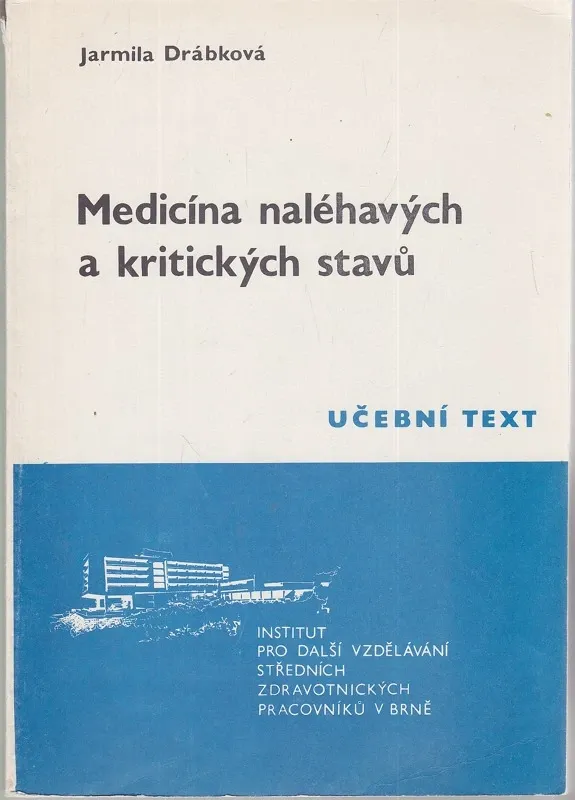 Jarmila Drábková
Medicína naléhavých
a kritických stavů
UČEBNÍ TEXT
INSTITUT
PRO DALŠÍ VZDĚLÁVÁNÍ
STŘEDNÍCH
ZDRAVOTNICKÝCH
PRACOVNÍKŮ V BRNĚ